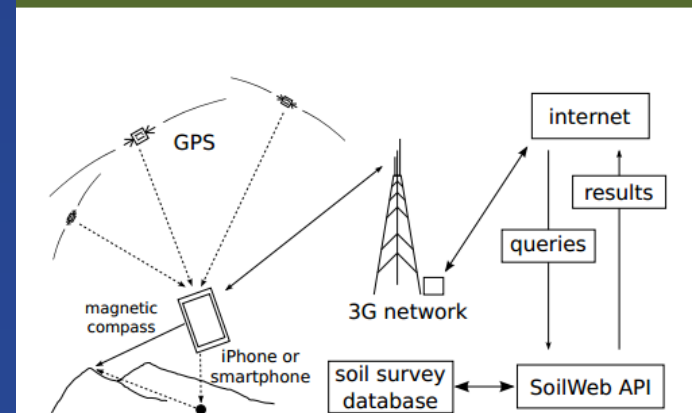 GPS
internet
results
queries
3G network
magnetic
compass
iPhone or
smartphone
soil survey
database
SoilWeb API